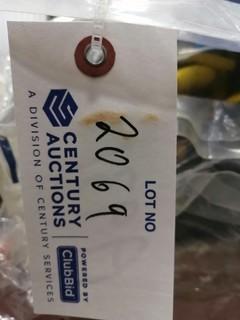 CENTURY
AUCTIONS
A DIVISION OF CENTURY SERVICES
POWERED BY
ClubBid
LOT NO
2069